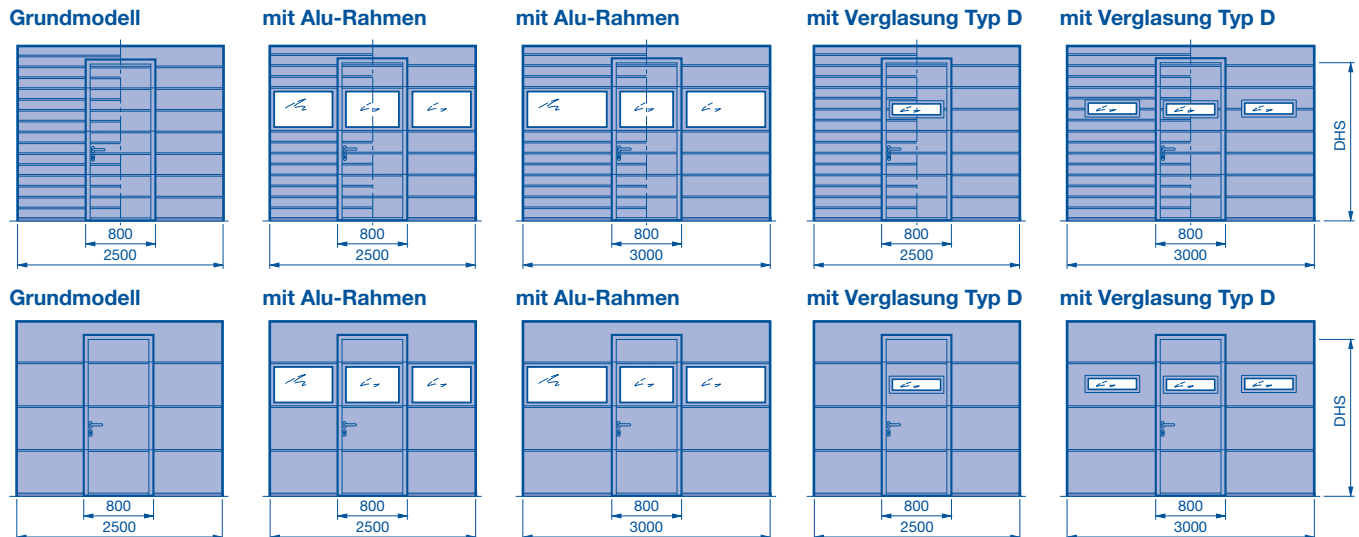 Grundmodell mit Alu-Rahmen mit Alu-Rahmen mit Verglasung Typ D mit Verglasung Typ D
DHS
800 800 800 800 800
2500 2500 3000 2500 3000
Grundmodell mit Alu-Rahmen mit Alu-Rahmen mit Verglasung Typ D mit Verglasung Typ D
DHS
800 800 800 800 800
2500 2500 3000 2500 3000